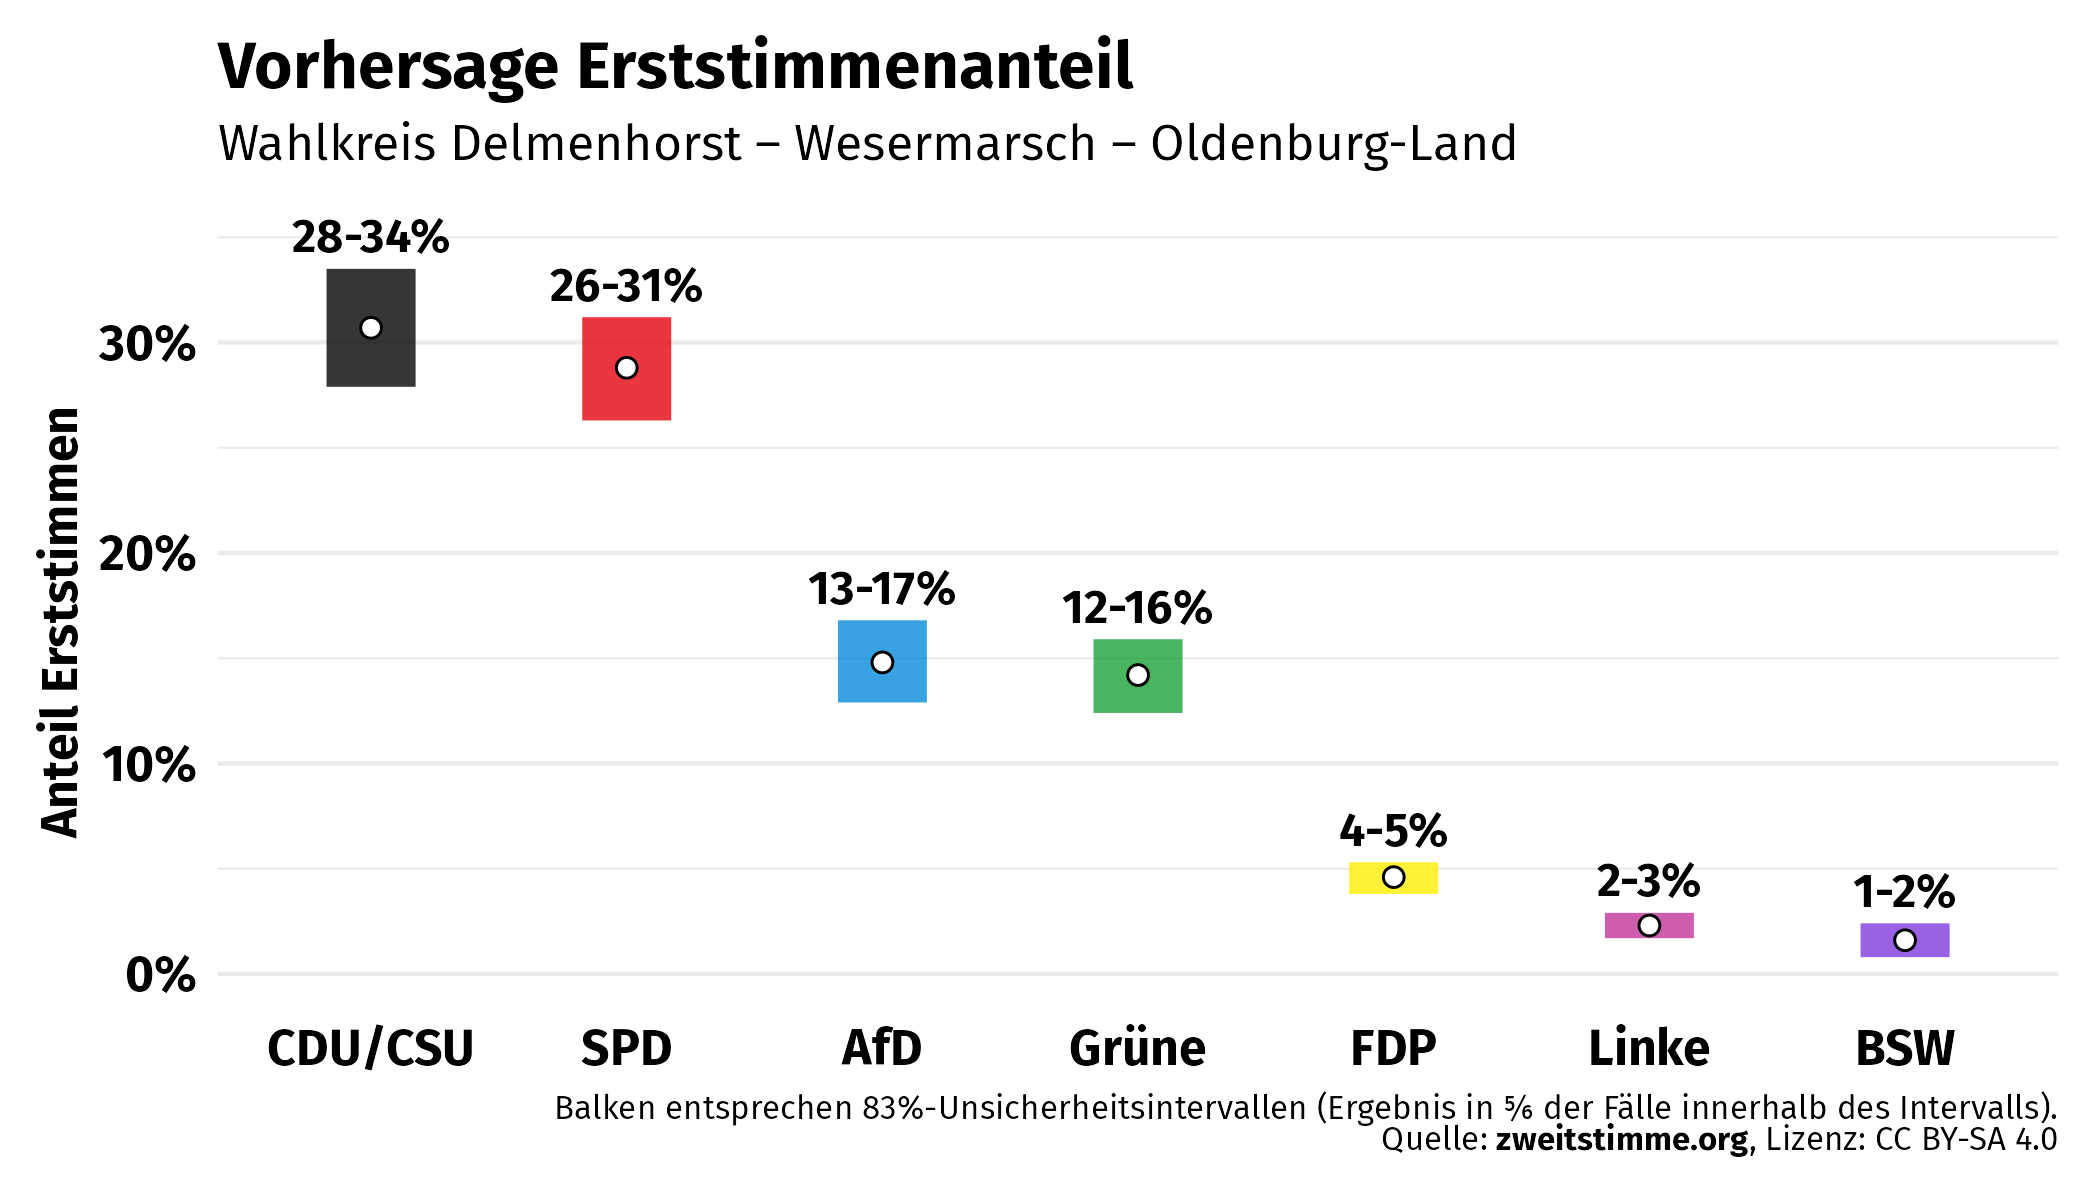 Vorhersage Erststimmenanteil
Wahlkreis Delmenhorst – Wesermarsch – Oldenburg-Land
28-34%
26-31%
30%
20%
13-17%
12-16%
10%
4-5%
2-3%
1-2%
0%
Anteil Erststimmen
CDU/CSU SPD AfD Grüne FDP Linke BSW
Balken entsprechen 83%-Unsicherheitsintervallen (Ergebnis in ⅚ der Fälle innerhalb des Intervalls).
Quelle: zweitstimme.org, Lizenz: CC BY-SA 4.0